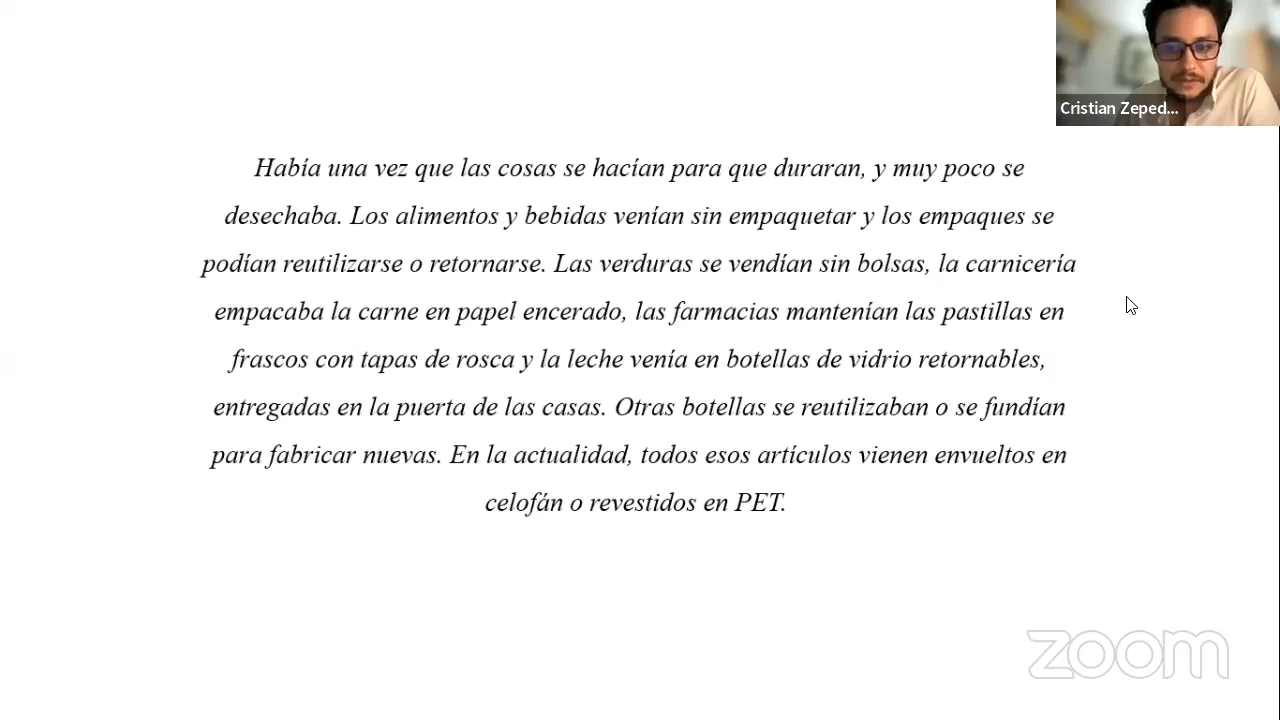 Cristian Zeped...
Había una vez que las cosas se hacían para que duraran, y muy poco se
desechaba. Los alimentos y bebidas venían sin empaquetar y los empaques se
podían reutilizarse o retornarse. Las verduras se vendían sin bolsas, la carnicería
empacaba la carne en papel encerado, las farmacias mantenían las pastillas en
frascos con tapas de rosca y la leche venía en botellas de vidrio retornables,
entregadas en la puerta de las casas. Otras botellas se reutilizaban o se fundían
para fabricar nuevas. En la actualidad, todos esos artículos vienen envueltos en
celofán o revestidos en PET.
zoom